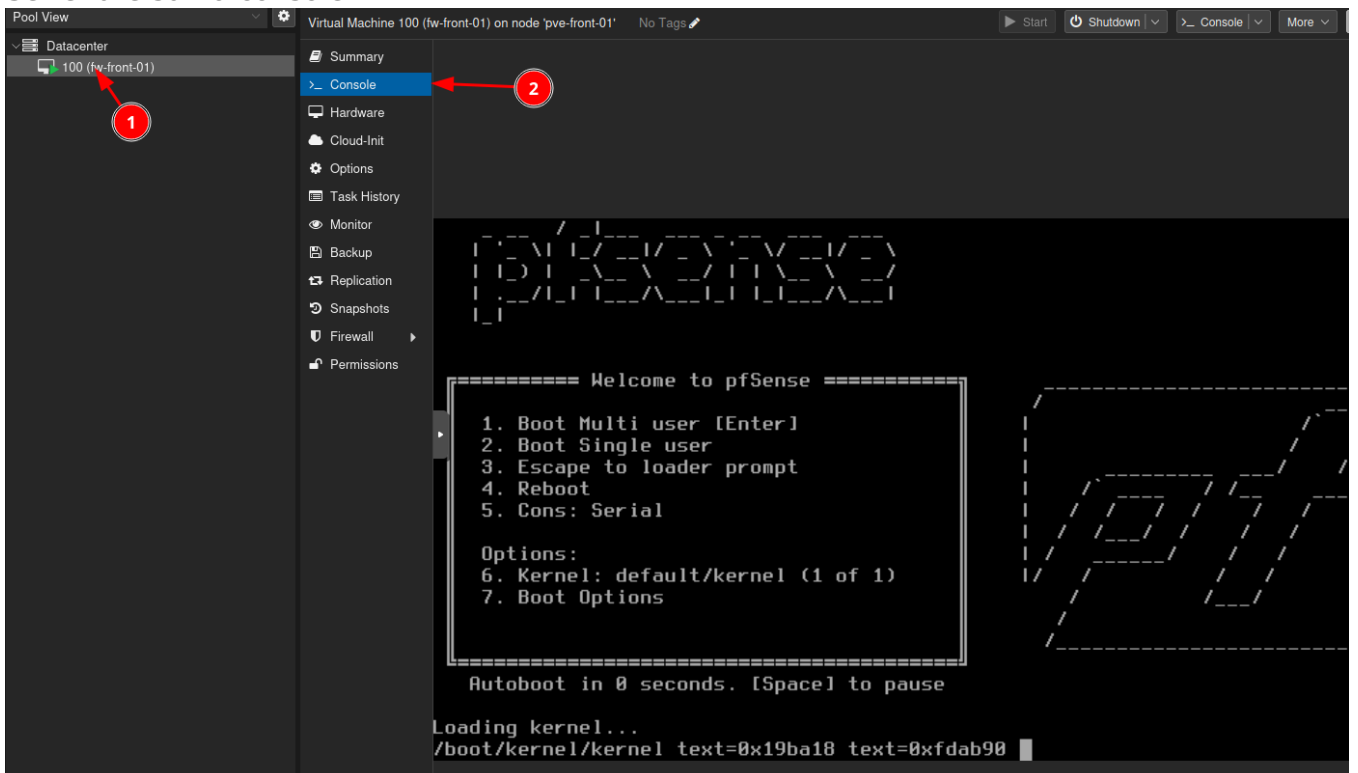 Pool View
Virtual Machine 100 (fw-front-01) on node 'pve-front-01' No Tags
Start
Shutdown
Console
More
Datacenter
100 (fw-front-01)
1
Summary
Console
2
Hardware
Cloud-Init
Options
Task History
Monitor
Backup
Replication
Snapshots
Firewall
Permissions
pfSense
Welcome to pfSense
1. Boot Multi user [Enter]
2. Boot Single user
3. Escape to loader prompt
4. Reboot
5. Cons: Serial
Options:
6. Kernel: default/kernel (1 of 1)
7. Boot Options
pf
Autoboot in 0 seconds. [Space] to pause
Loading kernel...
/boot/kernel/kernel text=0x19ba18 text=0xfdab90